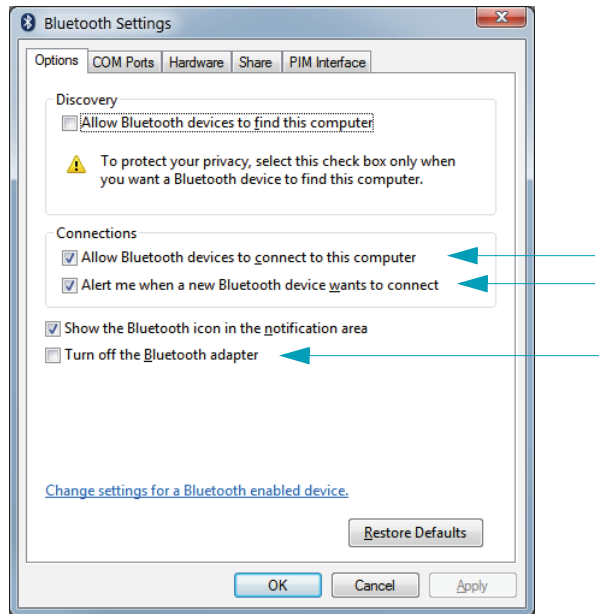 Bluetooth Settings
Options COM Ports Hardware Share PIM Interface
Discovery
Allow Bluetooth devices to find this computer
To protect your privacy, select this check box only when
you want a Bluetooth device to find this computer.
Connections
Allow Bluetooth devices to connect to this computer
Alert me when a new Bluetooth device wants to connect
Show the Bluetooth icon in the notification area
Turn off the Bluetooth adapter
Change settings for a Bluetooth enabled device.
Restore Defaults
OK Cancel Apply